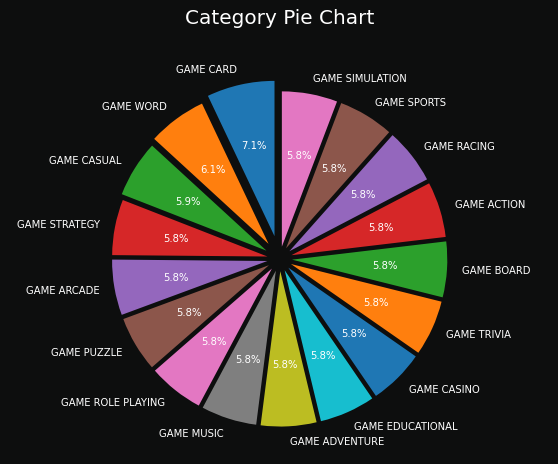 Category Pie Chart
GAME CARD
7.1%
GAME WORD
6.1%
GAME CASUAL
5.9%
GAME STRATEGY
5.8%
GAME ARCADE
5.8%
GAME PUZZLE
5.8%
GAME ROLE PLAYING
5.8%
GAME MUSIC
5.8%
GAME ADVENTURE
5.8%
GAME EDUCATIONAL
5.8%
GAME CASINO
5.8%
GAME TRIVIA
5.8%
GAME BOARD
5.8%
GAME ACTION
5.8%
GAME RACING
5.8%
GAME SPORTS
5.8%
GAME SIMULATION
5.8%